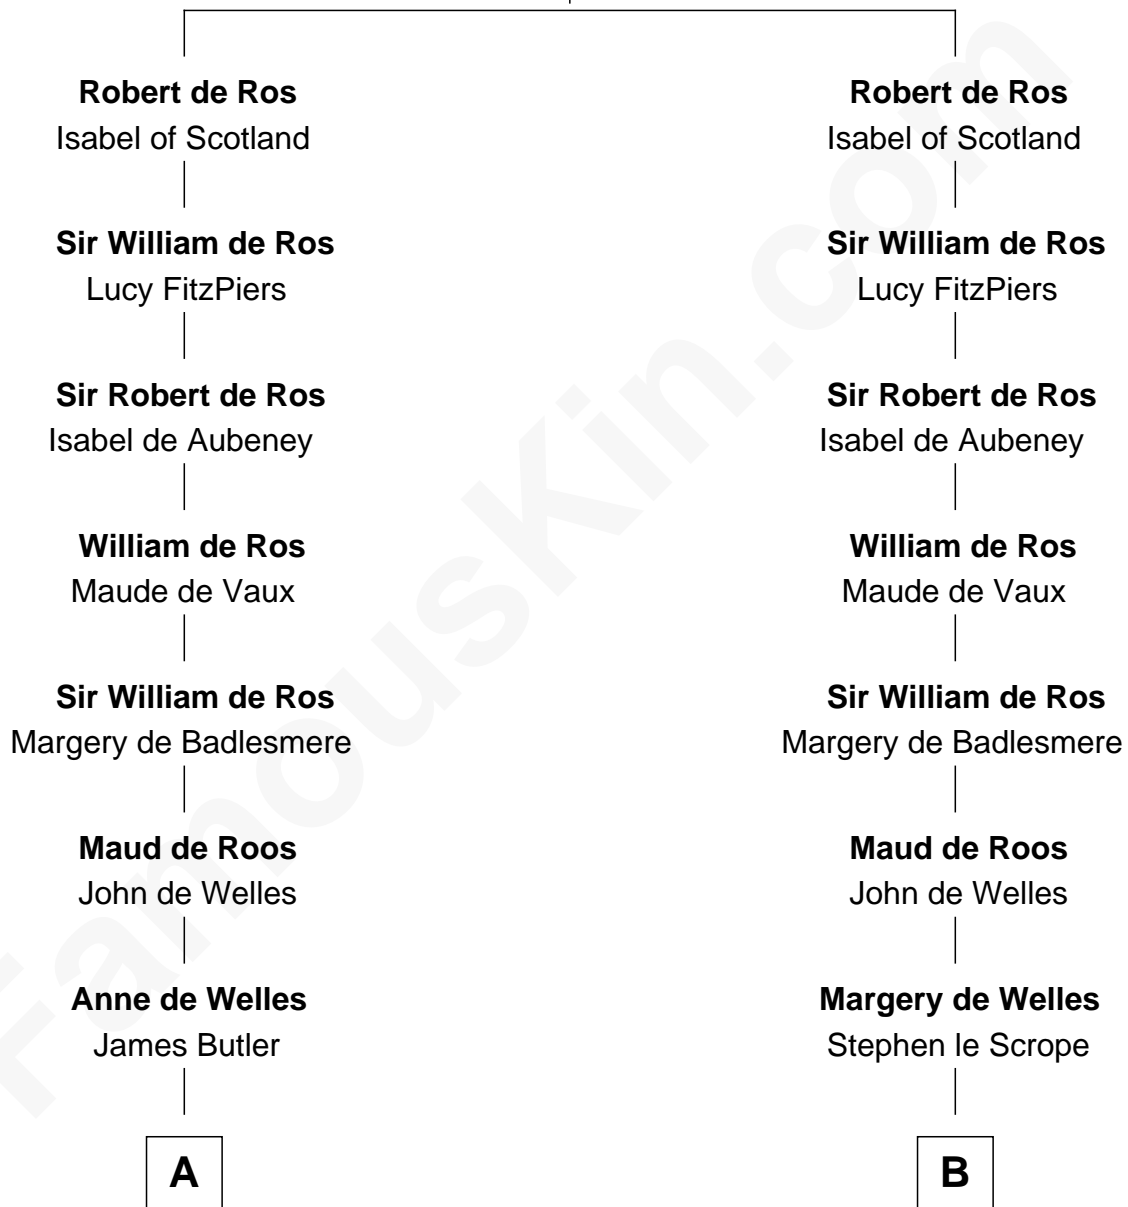 Robert de Ros
Isabel of Scotland
Sir William de Ros
Lucy FitzPiers
Sir Robert de Ros
Isabel de Aubeney
William de Ros
Maude de Vaux
Sir William de Ros
Margery de Badlesmere
Maud de Roos
John de Welles
Anne de Welles
James Butler
A
Robert de Ros
Isabel of Scotland
Sir William de Ros
Lucy FitzPiers
Sir Robert de Ros
Isabel de Aubeney
William de Ros
Maude de Vaux
Sir William de Ros
Margery de Badlesmere
Maud de Roos
John de Welles
Margery de Welles
Stephen le Scrope
B
FamousKin.com